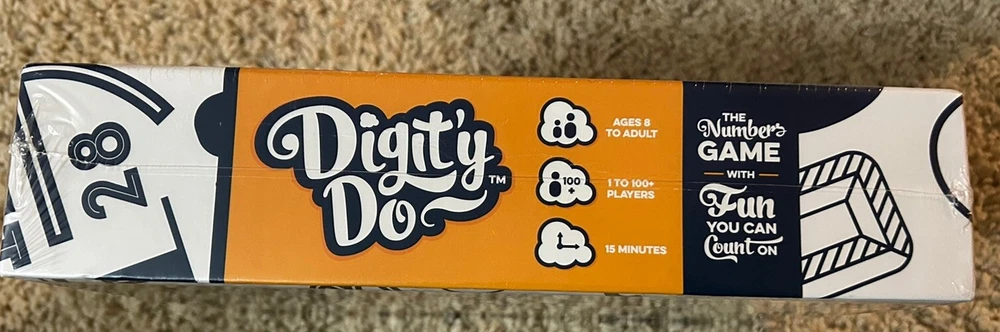 28
Digit'y
Do™
AGES 8
TO ADULT
100
+
1 TO 100+
PLAYERS
15 MINUTES
THE
Numbers
GAME
WITH
Fun
YOU CAN
Count ON